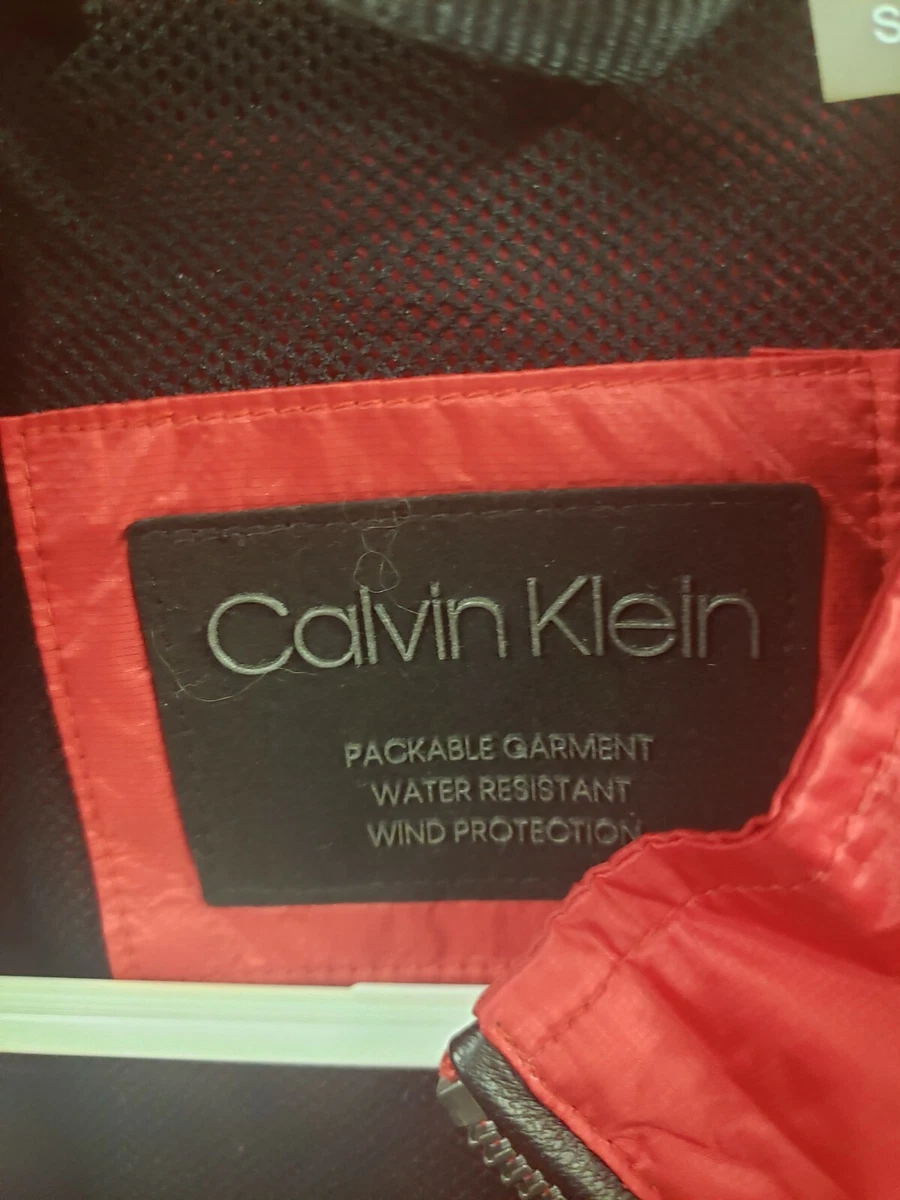 S
Calvin Klein
PACKABLE GARMENT
WATER RESISTANT
WIND PROTECTION